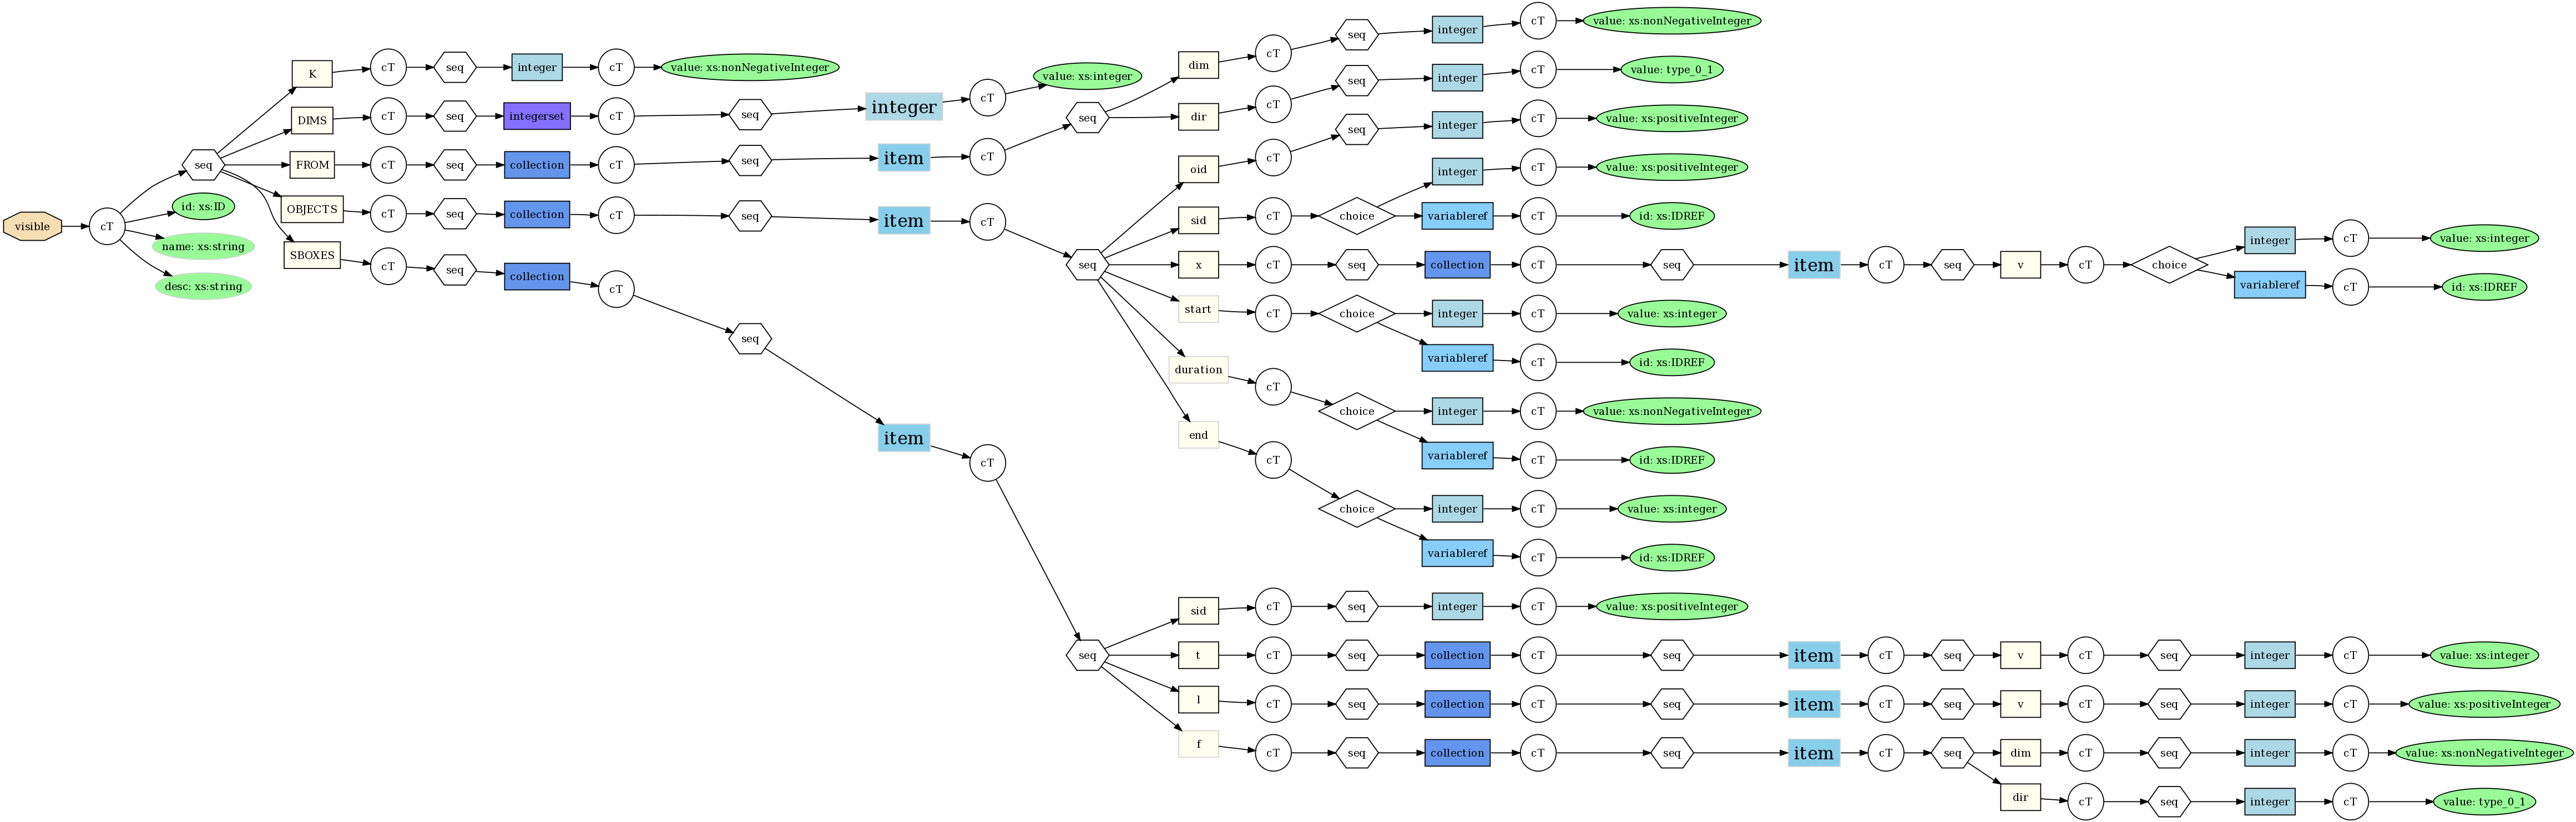 visible
cT
seq
id: xs:ID
name: xs:string
desc: xs:string
K
cT
seq
integer
cT
value: xs:nonNegativeInteger
DIMS
cT
seq
integerset
cT
seq
integer
cT
value: xs:integer
FROM
cT
seq
collection
cT
seq
item
cT
seq
dim
cT
seq
integer
cT
value: xs:nonNegativeInteger
dir
cT
seq
integer
cT
value: type_0_1
OBJECTS
cT
seq
collection
cT
seq
item
cT
seq
oid
cT
seq
integer
cT
value: xs:positiveInteger
sid
cT
choice
integer
cT
value: xs:positiveInteger
variableref
cT
id: xs:IDREF
x
cT
seq
collection
cT
seq
item
cT
seq
v
cT
choice
integer
cT
value: xs:integer
variableref
cT
id: xs:IDREF
start
cT
choice
integer
cT
value: xs:integer
variableref
cT
id: xs:IDREF
duration
cT
choice
integer
cT
value: xs:nonNegativeInteger
variableref
cT
id: xs:IDREF
end
cT
choice
integer
cT
value: xs:integer
variableref
cT
id: xs:IDREF
SBOXES
cT
seq
collection
cT
seq
item
cT
seq
sid
cT
seq
integer
cT
value: xs:positiveInteger
t
cT
seq
collection
cT
seq
item
cT
seq
v
cT
seq
integer
cT
value: xs:integer
l
cT
seq
collection
cT
seq
item
cT
seq
v
cT
seq
integer
cT
value: xs:positiveInteger
f
cT
seq
collection
cT
seq
item
cT
seq
dim
cT
seq
integer
cT
value: xs:nonNegativeInteger
dir
cT
seq
integer
cT
value: type_0_1